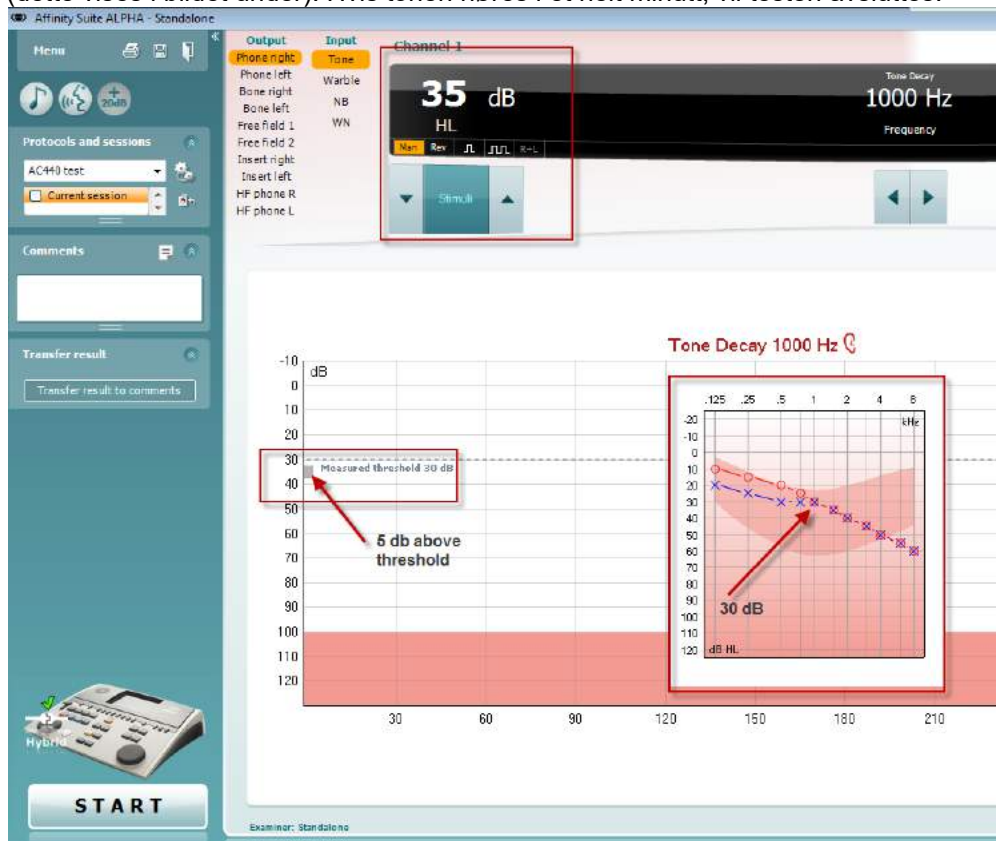 Affinity Suite ALPHA - Standalone
Menu
20dB
Protocols and sessions
AC440 test
Current session
Comments
Transfer result
Transfer result to comments
Hybrid
START
Output
Phone right
Phone left
Bone right
Bone left
Free field 1
Free field 2
Insert right
Insert left
HF phone R
HF phone L
Input
Tone
Warble
NB
WN
Channel 1
35 dB
HL
Man Rev R+L
Stimuli
Tone Decay
1000 Hz
Frequency
Tone Decay 1000 Hz
dB
-10
0
10
20
30
40
50
60
70
80
90
100
110
120
Measured threshold 30 dB
5 db above
threshold
30 60 90 120 150 180 210
.125 .25 .5 1 2 4 8
kHz
-20
-10
0
10
20
30
40
50
60
70
80
90
100
110
120
30 dB
dB HL
Examiner: Standalone